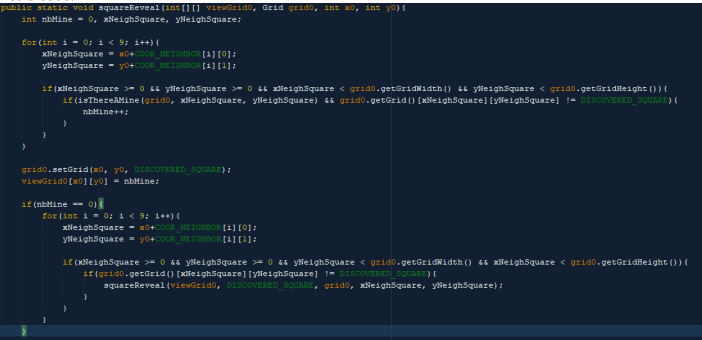 public static void squareReveal(int[][] viewGrid0, Grid grid0, int x0, int y0){
int nbMine = 0, xNeighSquare, yNeighSquare;
for(int i = 0; i < 9; i++){
xNeighSquare = x0+COOR_NEIGHBOR[i][0];
yNeighSquare = y0+COOR_NEIGHBOR[i][1];
if(xNeighSquare >= 0 && yNeighSquare >= 0 && xNeighSquare < grid0.getGridWidth() && yNeighSquare < grid0.getGridHeight()){
if(isThereAMine(grid0, xNeighSquare, yNeighSquare) && grid0.getGrid()[xNeighSquare][yNeighSquare] != DISCOVERED_SQUARE){
nbMine++;
}
}
}
grid0.setGrid(x0, y0, DISCOVERED_SQUARE);
viewGrid0[x0][y0] = nbMine;
if(nbMine == 0){
for(int i = 0; i < 9; i++){
xNeighSquare = x0+COOR_NEIGHBOR[i][0];
yNeighSquare = y0+COOR_NEIGHBOR[i][1];
if(xNeighSquare >= 0 && yNeighSquare >= 0 && yNeighSquare < grid0.getGridWidth() && xNeighSquare < grid0.getGridHeight()){
if(grid0.getGrid()[xNeighSquare][yNeighSquare] != DISCOVERED_SQUARE){
squareReveal(viewGrid0, DISCOVERED_SQUARE, grid0, xNeighSquare, yNeighSquare);
}
}
}
}